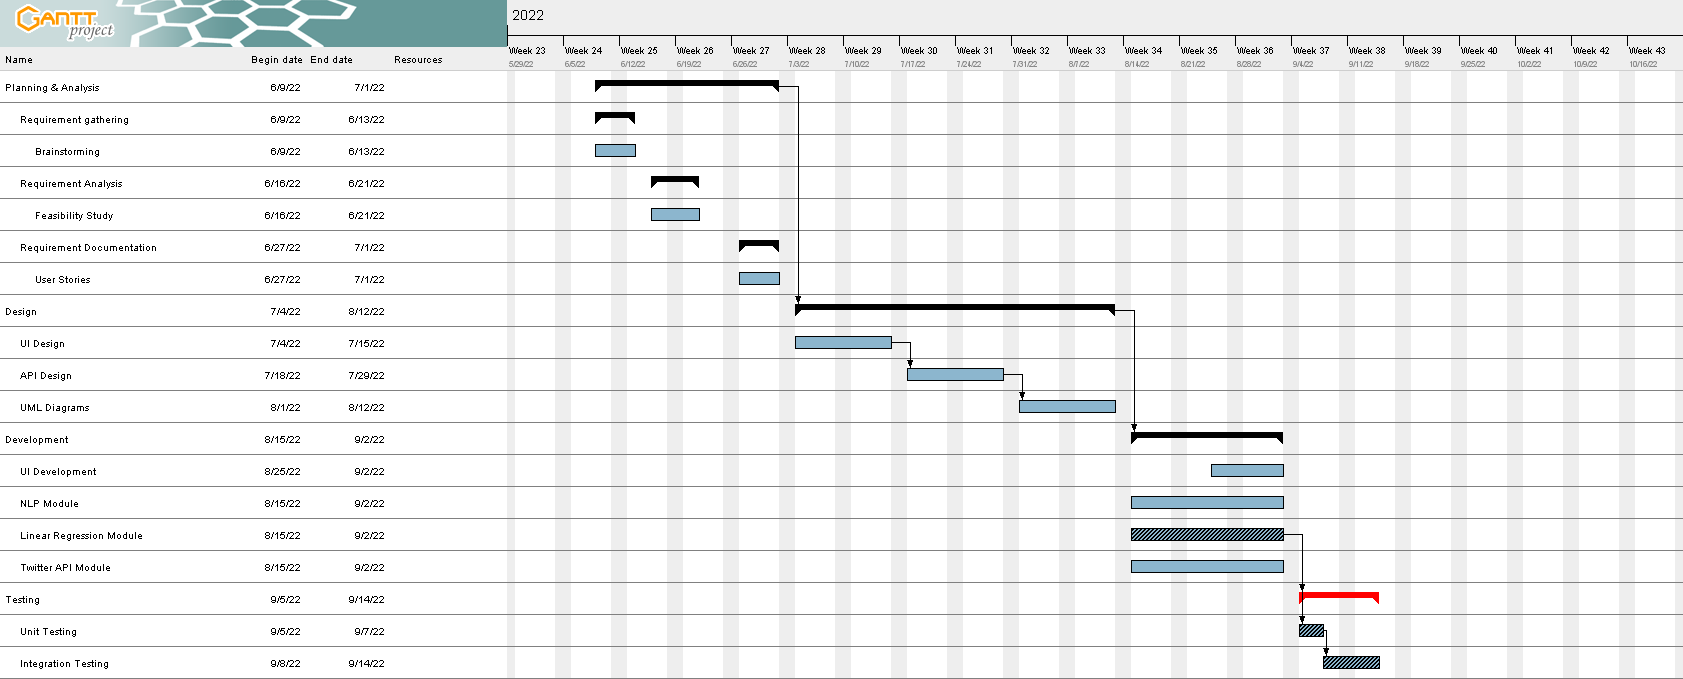 GANTT
project
2022
Week 23 Week 24 Week 25 Week 26 Week 27 Week 28 Week 29 Week 30 Week 31 Week 32 Week 33 Week 34 Week 35 Week 36 Week 37 Week 38 Week 39 Week 40 Week 41 Week 42 Week 43
Name Begin date End date Resources 5/29/22 6/5/22 6/12/22 6/19/22 6/26/22 7/3/22 7/10/22 7/17/22 7/24/22 7/31/22 8/7/22 8/14/22 8/21/22 8/28/22 9/4/22 9/11/22 9/18/22 9/25/22 10/2/22 10/9/22 10/16/22
Planning & Analysis 6/9/22 7/1/22
Requirement gathering 6/9/22 6/13/22
Brainstorming 6/9/22 6/13/22
Requirement Analysis 6/16/22 6/21/22
Feasibility Study 6/16/22 6/21/22
Requirement Documentation 6/27/22 7/1/22
User Stories 6/27/22 7/1/22
Design 7/4/22 8/12/22
UI Design 7/4/22 7/15/22
API Design 7/18/22 7/29/22
UML Diagrams 8/1/22 8/12/22
Development 8/15/22 9/2/22
UI Development 8/25/22 9/2/22
NLP Module 8/15/22 9/2/22
Linear Regression Module 8/15/22 9/2/22
Twitter API Module 8/15/22 9/2/22
Testing 9/5/22 9/14/22
Unit Testing 9/5/22 9/7/22
Integration Testing 9/8/22 9/14/22